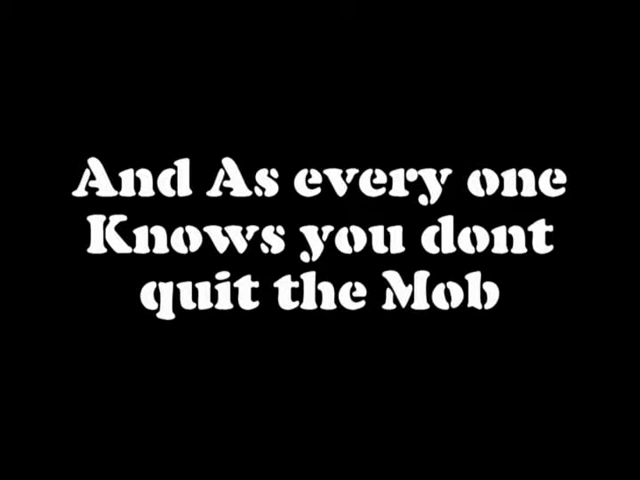 And As every one
Knows you dont
quit the Mob